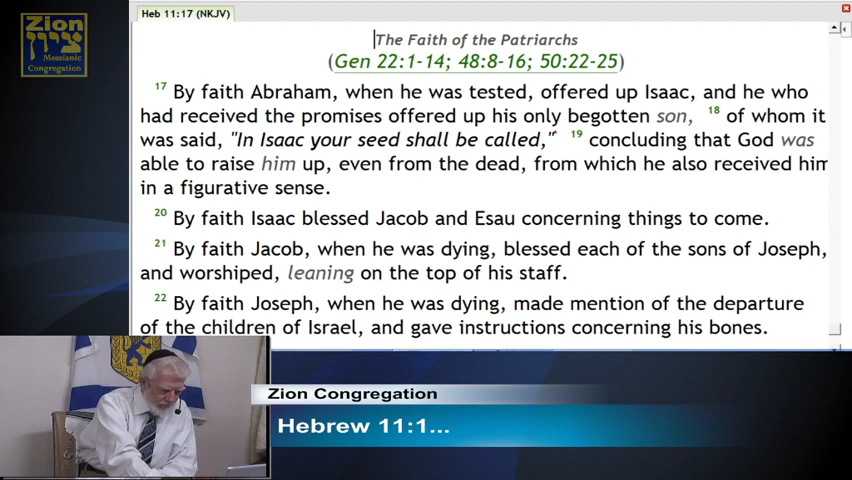 Zion
ציון
Messianic
Congregation
Heb 11:17 (NKJV)
The Faith of the Patriarchs
(Gen 22:1-14; 48:8-16; 50:22-25)
17 By faith Abraham, when he was tested, offered up Isaac, and he who
had received the promises offered up his only begotten son, 18 of whom it
was said, "In Isaac your seed shall be called," 19 concluding that God was
able to raise him up, even from the dead, from which he also received him
in a figurative sense.
20 By faith Isaac blessed Jacob and Esau concerning things to come.
21 By faith Jacob, when he was dying, blessed each of the sons of Joseph,
and worshiped, leaning on the top of his staff.
22 By faith Joseph, when he was dying, made mention of the departure
of the children of Israel, and gave instructions concerning his bones.
Zion Congregation
Hebrew 11:1...